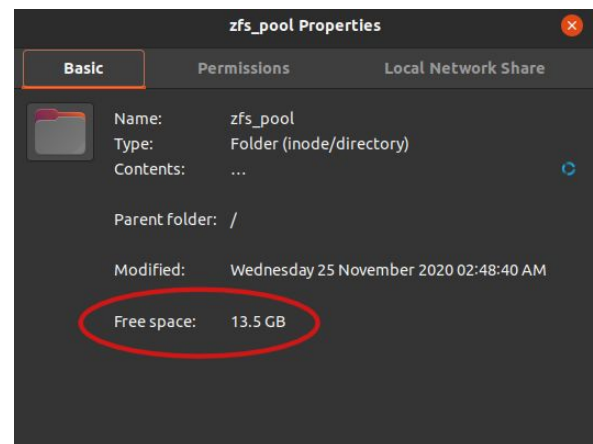 zfs_pool Properties
Basic Permissions Local Network Share
Name: zfs_pool
Type: Folder (inode/directory)
Contents: ...
Parent folder: /
Modified: Wednesday 25 November 2020 02:48:40 AM
Free space: 13.5 GB